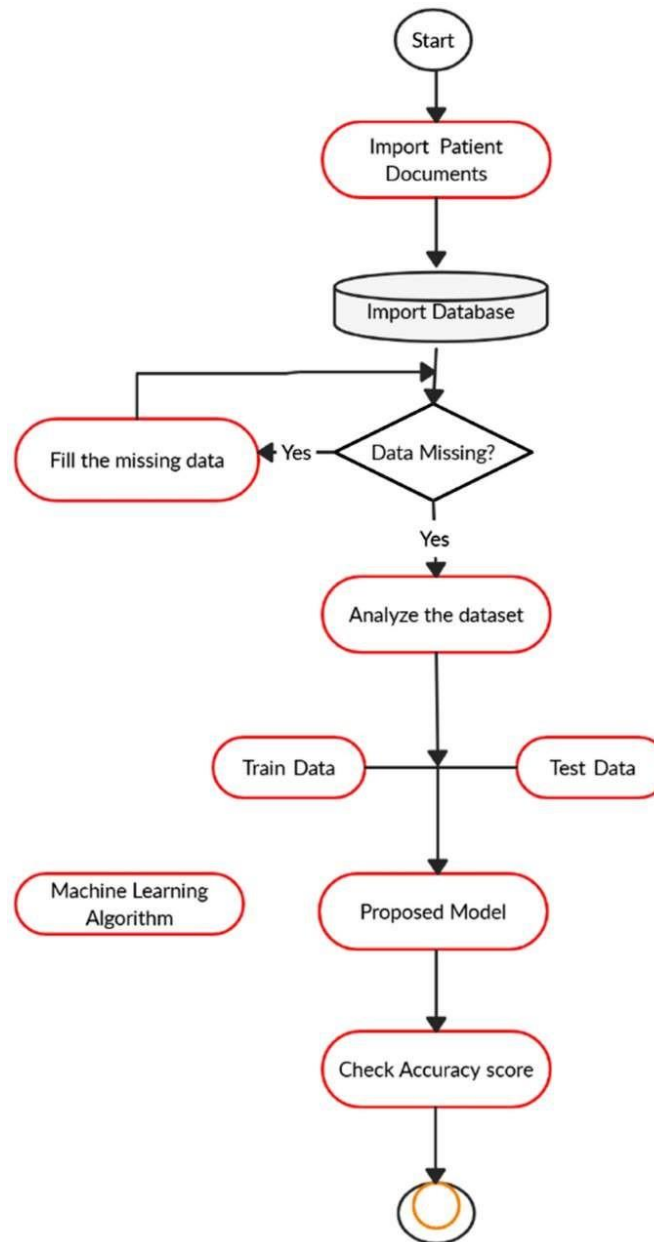 Start
Import Patient
Documents
Import Database
Data Missing?
Yes
Fill the missing data
Yes
Analyze the dataset
Train Data
Test Data
Machine Learning
Algorithm
Proposed Model
Check Accuracy score